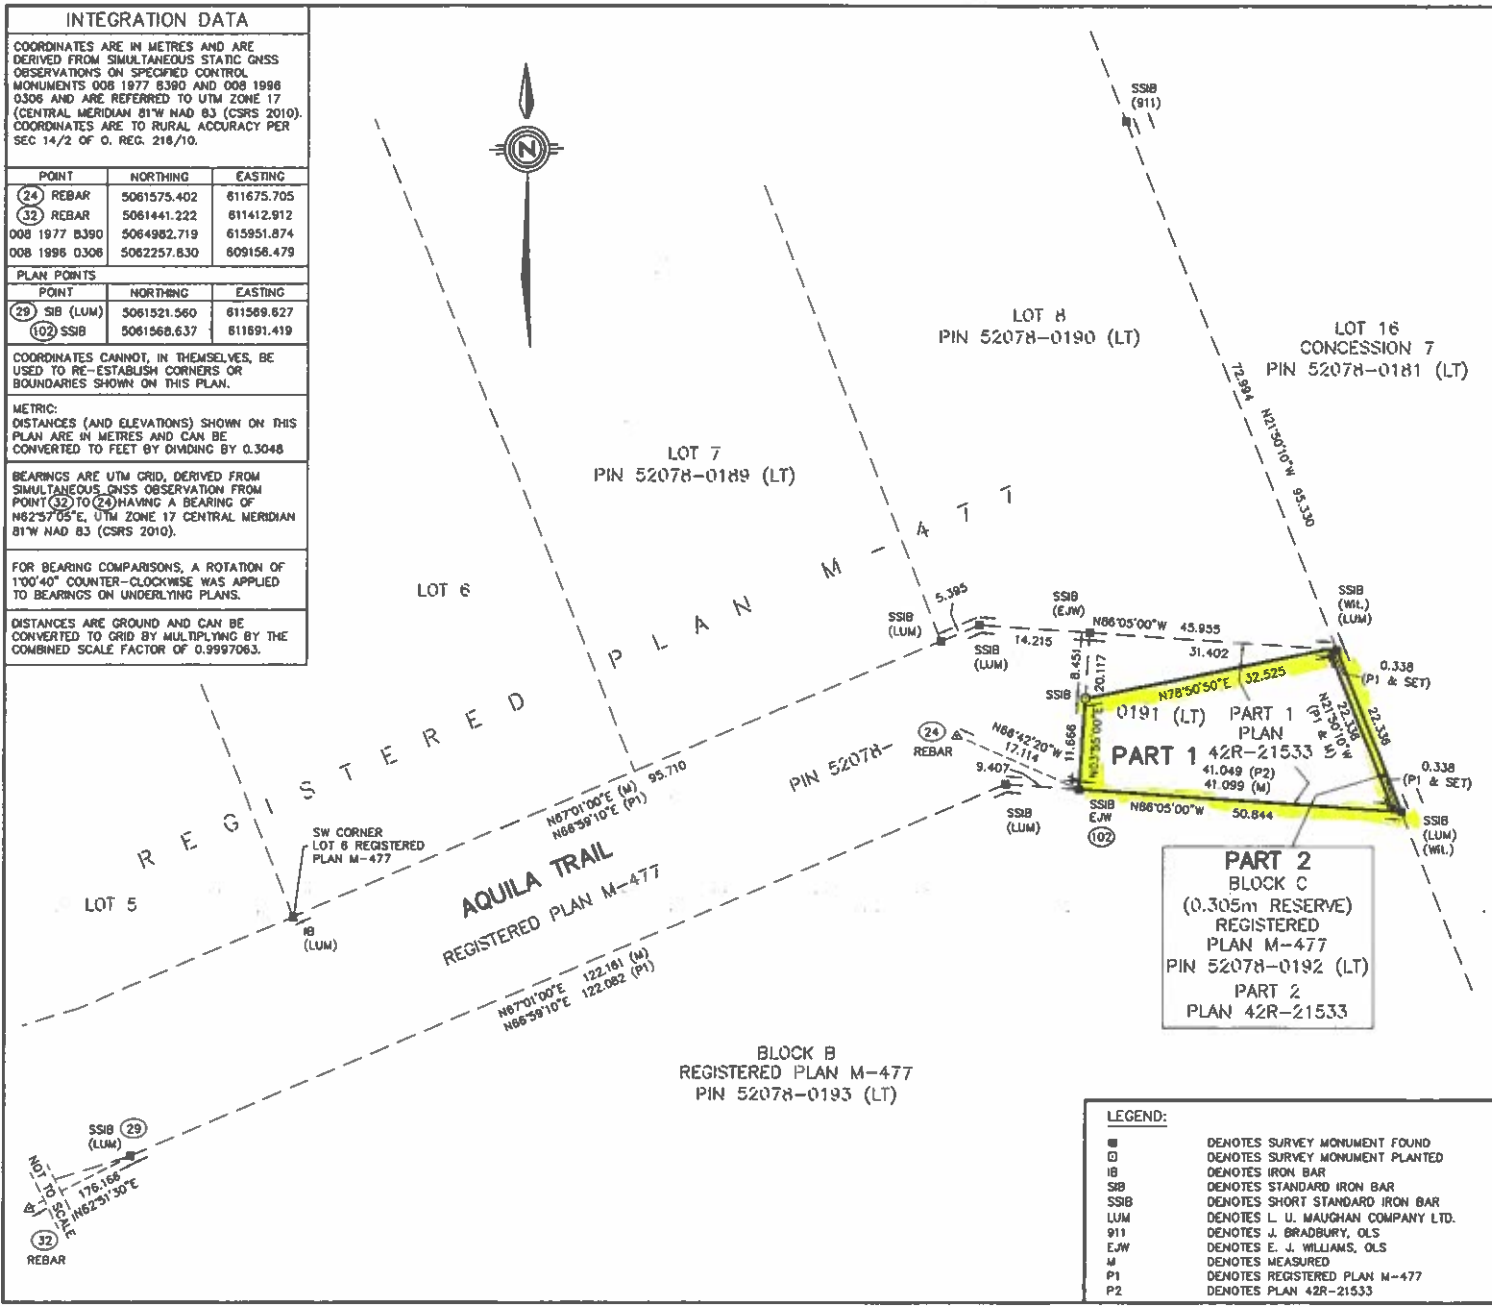 INTEGRATION DATA
COORDINATES ARE IN METRES AND ARE
DERIVED FROM SIMULTANEOUS STATIC GNSS
OBSERVATIONS ON SPECIFIED CONTROL
MONUMENTS 008 1977 8390 AND 008 1996
0306 AND ARE REFERRED TO UTM ZONE 17
(CENTRAL MERIDIAN 81°W NAD 83 (CSRS 2010).
COORDINATES ARE TO RURAL ACCURACY PER
SEC 14/2 OF O. REG. 216/10.
POINT NORTHING EASTING
24 REBAR 5061575.402 611675.705
32 REBAR 5061441.222 611412.912
008 1977 8390 5064982.719 615951.874
008 1996 0306 5062257.830 609156.479
PLAN POINTS
POINT NORTHING EASTING
29 SIB (LUM) 5061521.560 611569.627
102 SSIB 5061568.637 611691.419
COORDINATES CANNOT, IN THEMSELVES, BE
USED TO RE-ESTABLISH CORNERS OR
BOUNDARIES SHOWN ON THIS PLAN.
METRIC:
DISTANCES (AND ELEVATIONS) SHOWN ON THIS
PLAN ARE IN METRES AND CAN BE
CONVERTED TO FEET BY DIVIDING BY 0.3048
BEARINGS ARE UTM GRID, DERIVED FROM
SIMULTANEOUS GNSS OBSERVATION FROM
POINT 32 TO 24 HAVING A BEARING OF
N62°57'05"E, UTM ZONE 17 CENTRAL MERIDIAN
81°W NAD 83 (CSRS 2010).
FOR BEARING COMPARISONS, A ROTATION OF
1°00'40" COUNTER-CLOCKWISE WAS APPLIED
TO BEARINGS ON UNDERLYING PLANS.
DISTANCES ARE GROUND AND CAN BE
CONVERTED TO GRID BY MULTIPLYING BY THE
COMBINED SCALE FACTOR OF 0.9997063.
N
SSIB
(911)
LOT 8
PIN 52078-0190 (LT)
LOT 16
CONCESSION 7
PIN 52078-0181 (LT)
72.994 N21°50'10"W 95.330
LOT 7
PIN 52078-0189 (LT)
LOT 6
REGISTERED PLAN M-477
SSIB
(LUM)
5.395
SSIB
(LUM)
14.215
SSIB
(EJW)
N86°05'00"W 45.955
31.402
SSIB
(WIL.)
(LUM)
0.338
(P1 & SET)
8.451
20.117
SSIB
N78°50'50"E 32.525
0191 (LT)
PART 1
PLAN
42R-21533
PART 1
22.336
N21°50'10"W
(P1 & M)
22.336
11.666
N03°55'00"E
24
REBAR
N66°42'20"W
17.114
9.407
PIN 52078-
41.049 (P2)
41.099 (M)
0.338
(P1 & SET)
SSIB
(LUM)
SSIB
EJW
102
N86°05'00"W 50.844
SSIB
(LUM)
(WIL.)
N67°01'00"E (M) 95.710
N66°59'10"E (P1)
SW CORNER
LOT 6 REGISTERED
PLAN M-477
PART 2
BLOCK C
(0.305m RESERVE)
REGISTERED
PLAN M-477
PIN 52078-0192 (LT)
PART 2
PLAN 42R-21533
AQUILA TRAIL
REGISTERED PLAN M-477
LOT 5
IB
(LUM)
N67°01'00"E 122.161 (M)
N66°59'10"E 122.082 (P1)
BLOCK B
REGISTERED PLAN M-477
PIN 52078-0193 (LT)
SSIB 29
(LUM)
NOT TO SCALE
176.166
N62°51'30"E
32
REBAR
LEGEND:
DENOTES SURVEY MONUMENT FOUND
DENOTES SURVEY MONUMENT PLANTED
IB DENOTES IRON BAR
SIB DENOTES STANDARD IRON BAR
SSIB DENOTES SHORT STANDARD IRON BAR
LUM DENOTES L. U. MAUGHAN COMPANY LTD.
911 DENOTES J. BRADBURY, OLS
EJW DENOTES E. J. WILLIAMS, OLS
M DENOTES MEASURED
P1 DENOTES REGISTERED PLAN M-477
P2 DENOTES PLAN 42R-21533